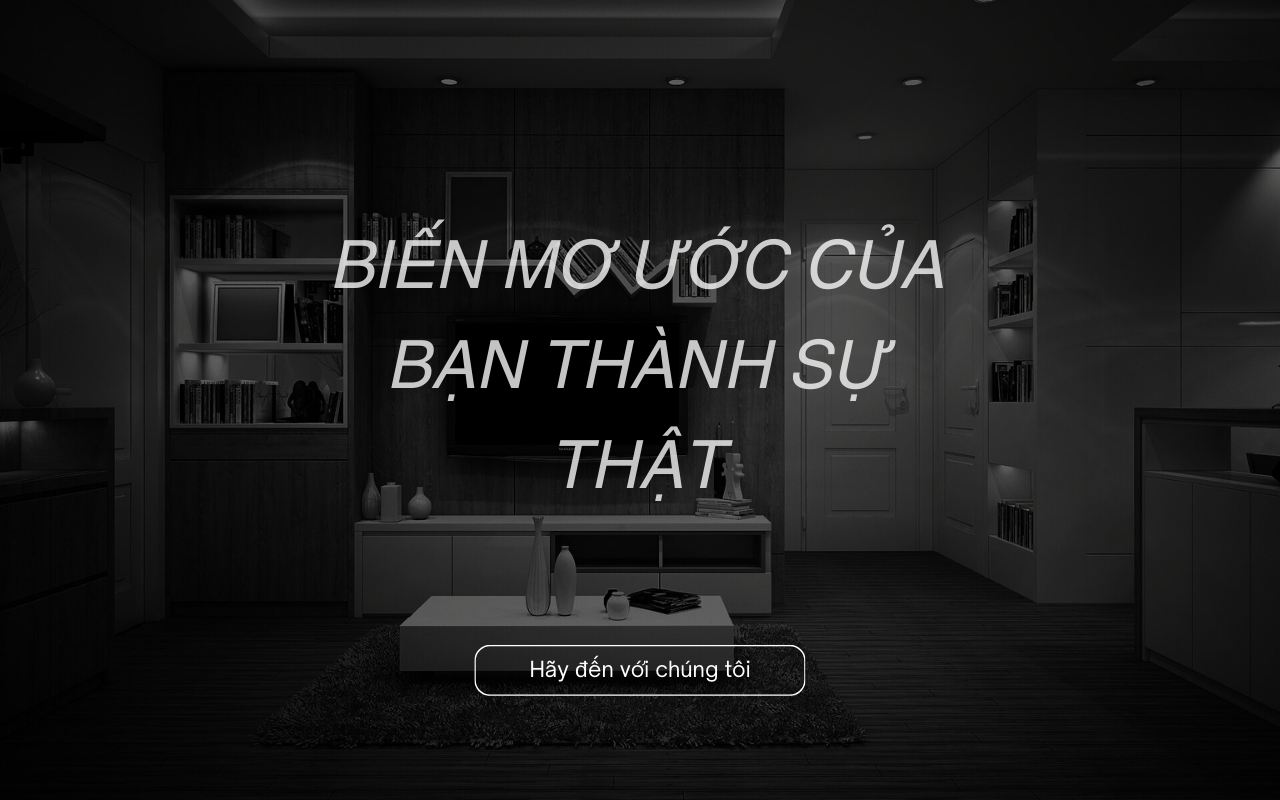 BIẾN MƠ ƯỚC CỦA
BẠN THÀNH SỰ
THẬT
Hãy đến với chúng tôi